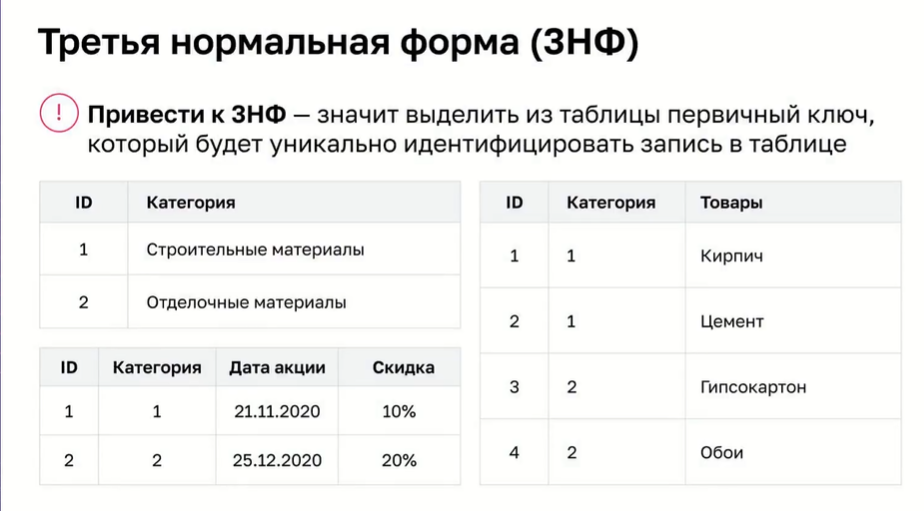 Третья нормальная форма (3НФ)
! Привести к 3НФ — значит выделить из таблицы первичный ключ,
который будет уникально идентифицировать запись в таблице
ID Категория
1 Строительные материалы
2 Отделочные материалы
ID Категория Дата акции Скидка
1 1 21.11.2020 10%
2 2 25.12.2020 20%
ID Категория Товары
1 1 Кирпич
2 1 Цемент
3 2 Гипсокартон
4 2 Обои